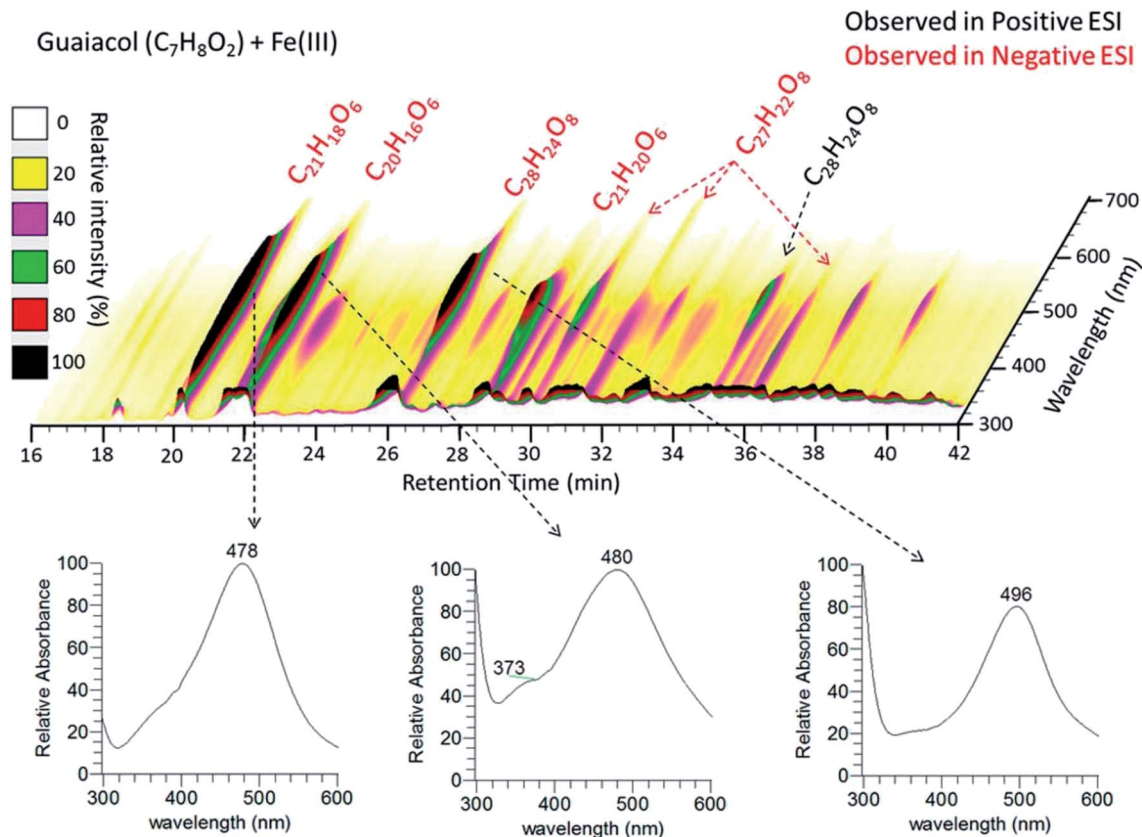 Guaiacol (C₇H₈O₂) + Fe(III)
Observed in Positive ESI
Observed in Negative ESI
Relative intensity (%)
0
20
40
60
80
100
C₂₁H₁₈O₆
C₂₀H₁₆O₆
C₂₈H₂₄O₈
C₂₁H₂₀O₆
C₂₇H₂₂O₈
C₂₈H₂₄O₈
700
600
500
400
300
Wavelength (nm)
16 18 20 22 24 26 28 30 32 34 36 38 40 42
Retention Time (min)
478
100
80
60
40
20
0
Relative Absorbance
300 400 500 600
wavelength (nm)
480
373
100
80
60
40
20
0
Relative Absorbance
300 400 500 600
wavelength (nm)
496
100
80
60
40
20
0
Relative Absorbance
300 400 500 600
wavelength (nm)